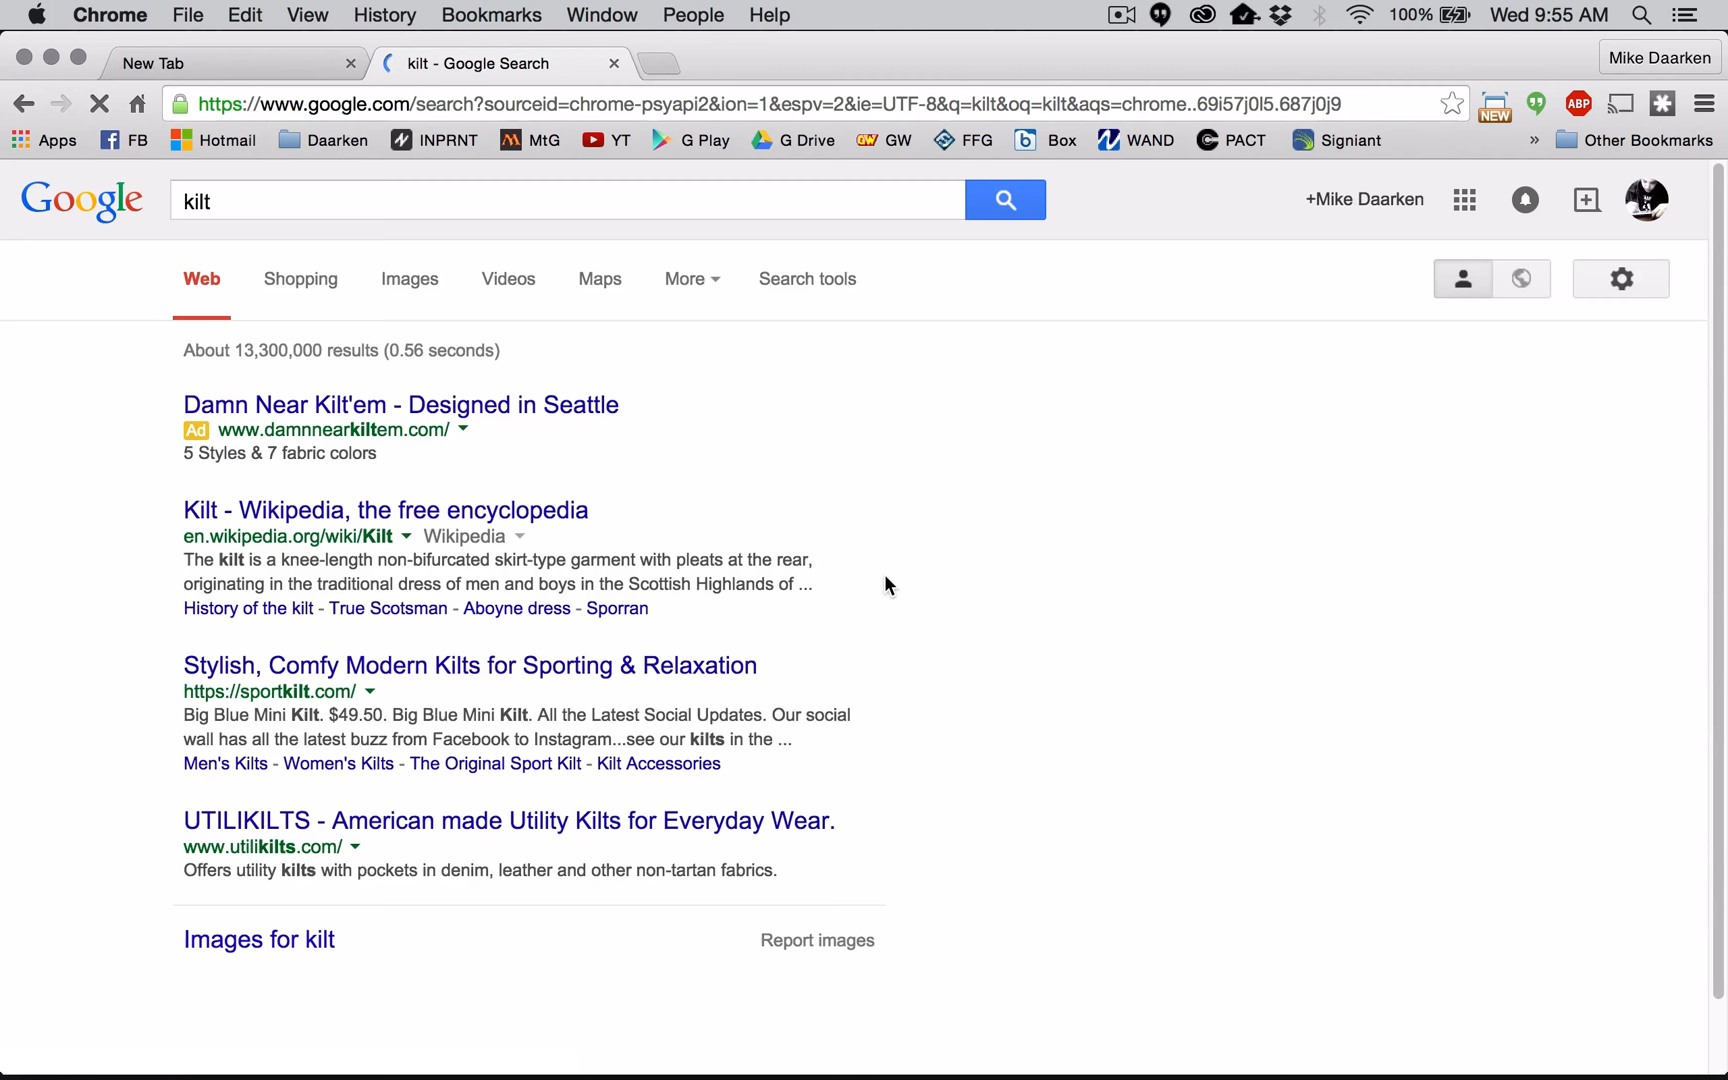 Chrome File Edit View History Bookmarks Window People Help 100% Wed 9:55 AM
New Tab kilt - Google Search Mike Daarken
https://www.google.com/search?sourceid=chrome-psyapi2&ion=1&espv=2&ie=UTF-8&q=kilt&oq=kilt&aqs=chrome..69i57j0l5.687j0j9 NEW ABP
Apps FB Hotmail Daarken INPRNT MtG YT G Play G Drive GW FFG Box WAND PACT Signiant » Other Bookmarks
Google kilt +Mike Daarken
Web Shopping Images Videos Maps More Search tools
About 13,300,000 results (0.56 seconds)
Damn Near Kilt'em - Designed in Seattle
Ad www.damnnearkiltem.com/
5 Styles & 7 fabric colors
Kilt - Wikipedia, the free encyclopedia
en.wikipedia.org/wiki/Kilt Wikipedia
The kilt is a knee-length non-bifurcated skirt-type garment with pleats at the rear,
originating in the traditional dress of men and boys in the Scottish Highlands of ...
History of the kilt - True Scotsman - Aboyne dress - Sporran
Stylish, Comfy Modern Kilts for Sporting & Relaxation
https://sportkilt.com/
Big Blue Mini Kilt. $49.50. Big Blue Mini Kilt. All the Latest Social Updates. Our social
wall has all the latest buzz from Facebook to Instagram...see our kilts in the ...
Men's Kilts - Women's Kilts - The Original Sport Kilt - Kilt Accessories
UTILIKILTS - American made Utility Kilts for Everyday Wear.
www.utilikilts.com/
Offers utility kilts with pockets in denim, leather and other non-tartan fabrics.
Images for kilt Report images